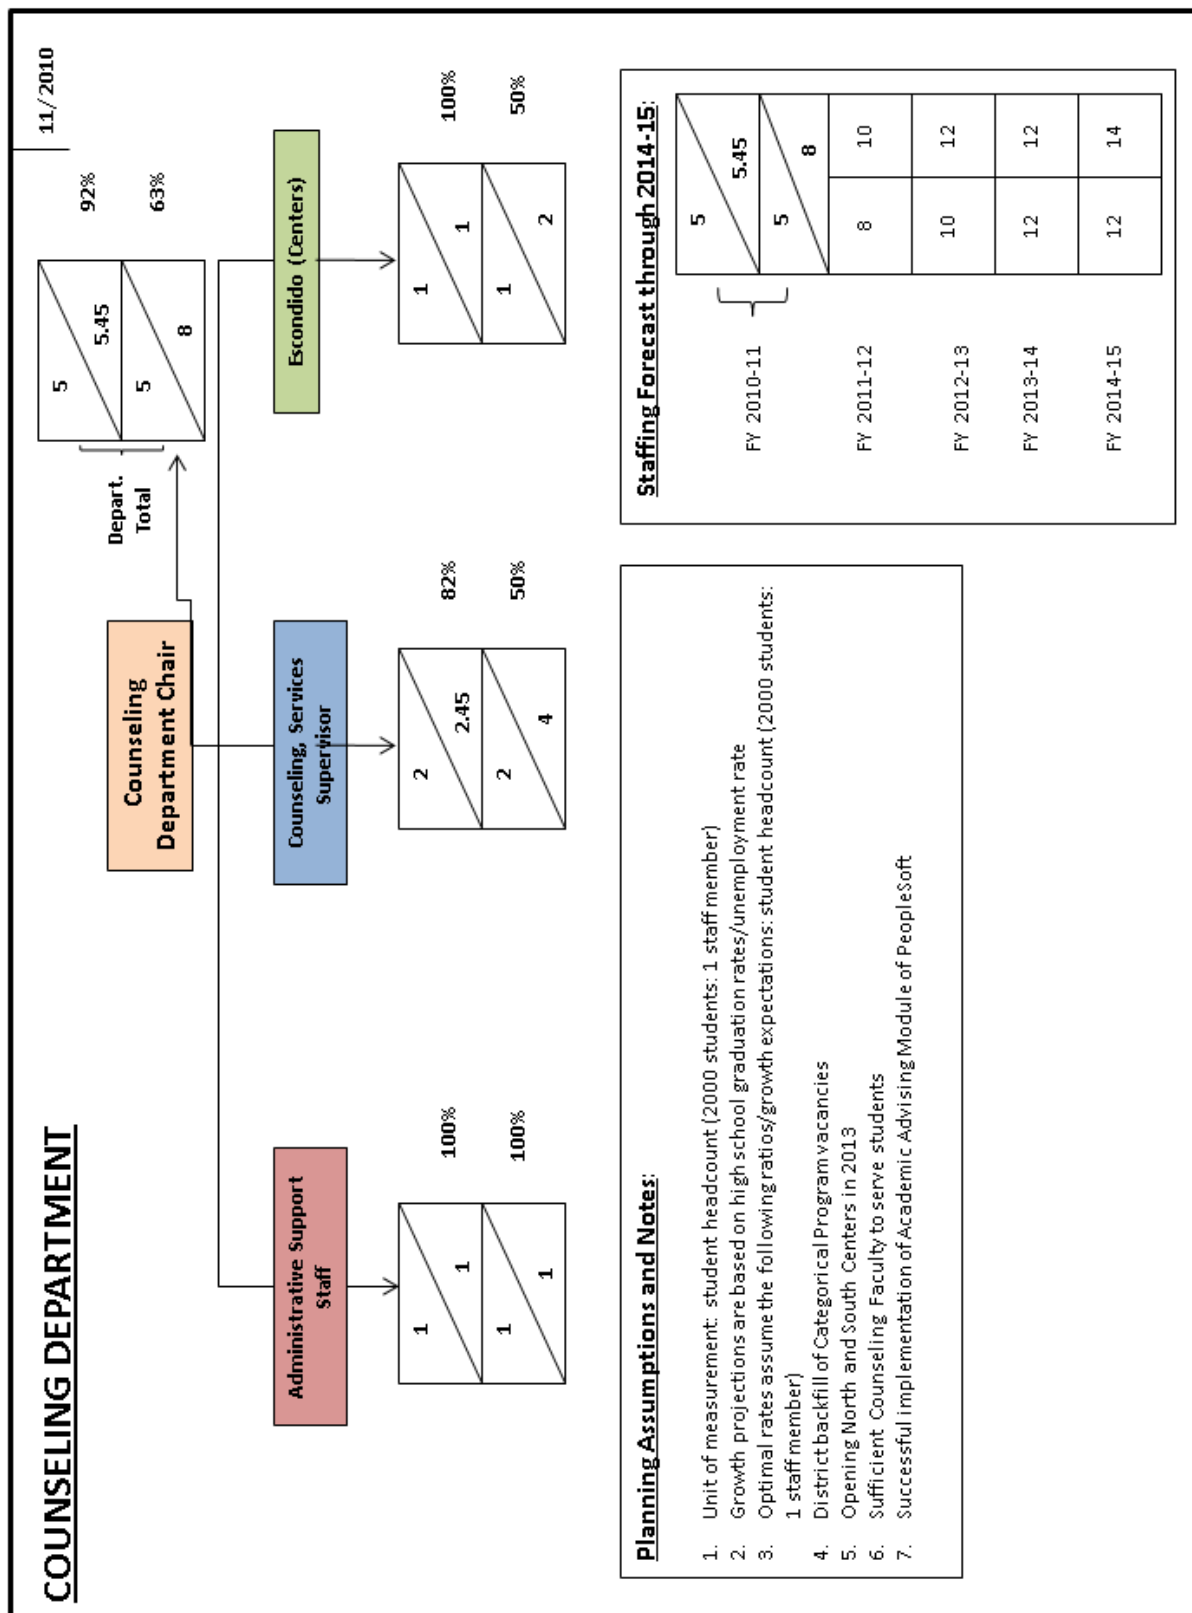 COUNSELING DEPARTMENT
11/2010
Counseling
Department Chair
Depart.
Total
5
5.45
92%
5
8
63%
Administrative Support
Staff
1
1
100%
1
1
100%
Counseling, Services
Supervisor
2
2.45
82%
2
4
50%
Escondido (Centers)
1
1
100%
1
2
50%
Planning Assumptions and Notes:
1. Unit of measurement: student headcount (2000 students: 1 staff member)
2. Growth projections are based on high school graduation rates/unemployment rate
3. Optimal rates assume the following ratios/growth expectations: student headcount (2000 students:
1 staff member)
4. District backfill of Categorical Program vacancies
5. Opening North and South Centers in 2013
6. Sufficient Counseling Faculty to serve students
7. Successful implementation of Academic Advising Module of PeopleSoft
Staffing Forecast through 2014-15:
FY 2010-11
5
5.45
5
8
FY 2011-12 8 10
FY 2012-13 10 12
FY 2013-14 12 12
FY 2014-15 12 14